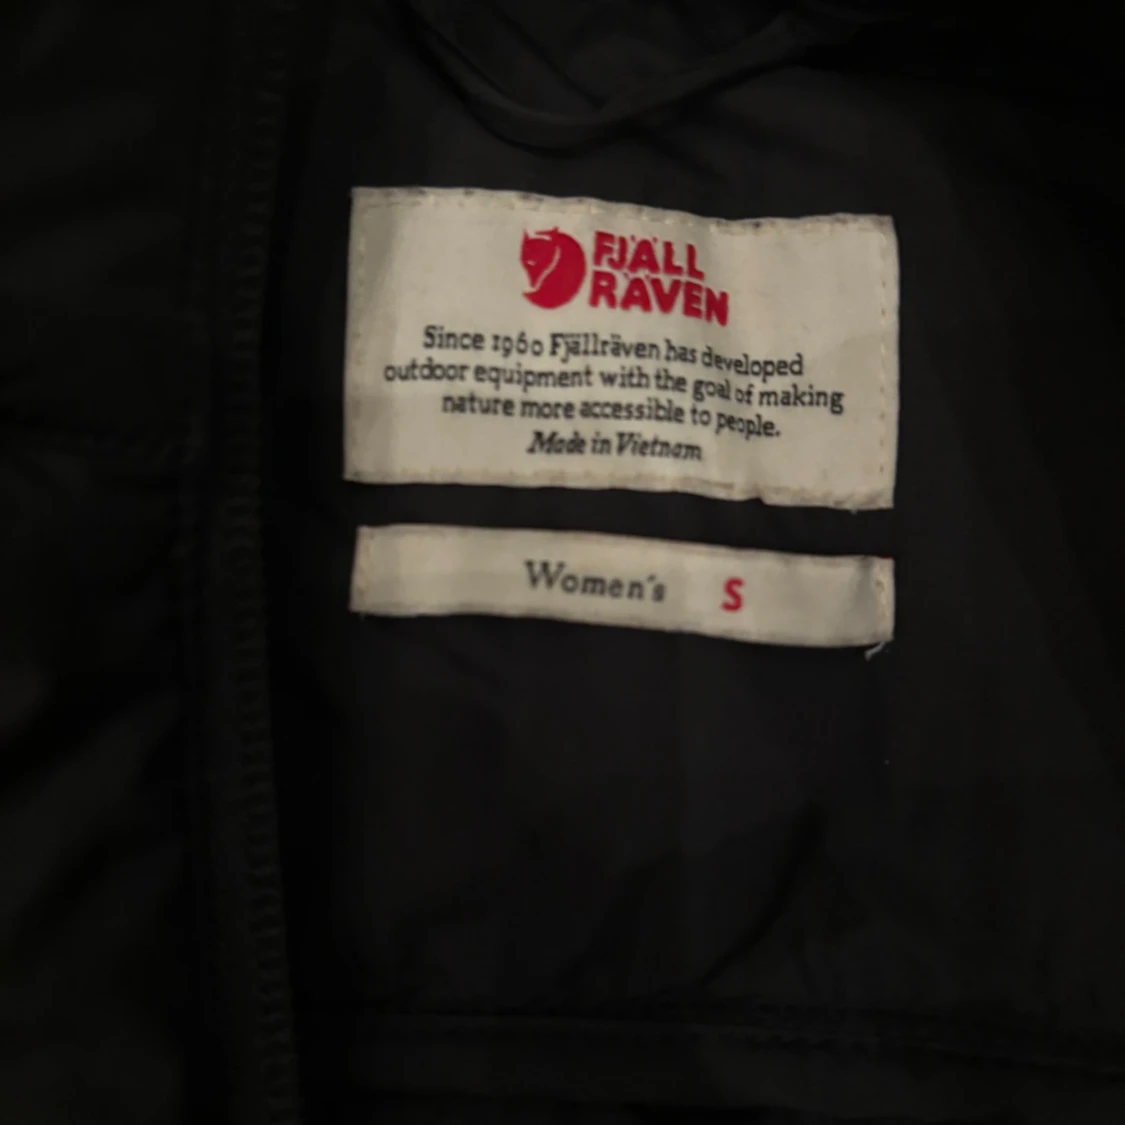 FJÄLL
RÄVEN
Since 1960 Fjällräven has developed
outdoor equipment with the goal of making
nature more accessible to people.
Made in Vietnam
Women's S